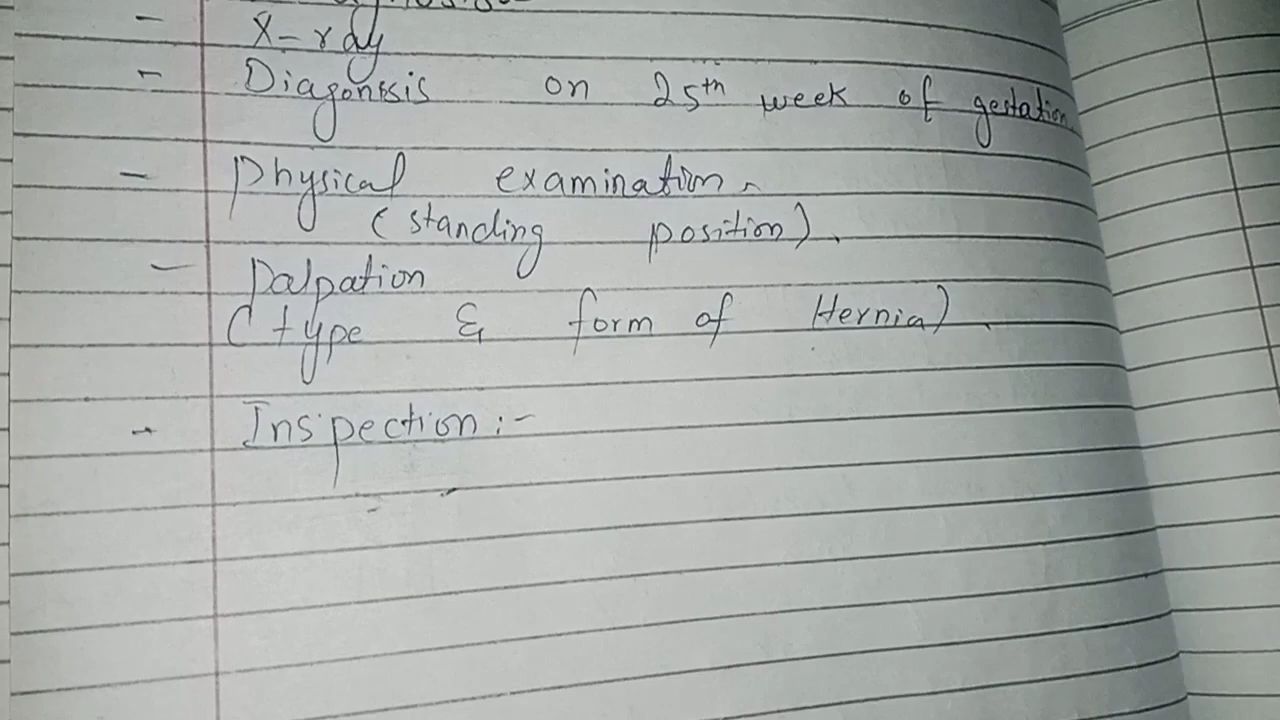 - X-ray
- Diagonsis on 25th week of gestation.
- Physical examination.
(standing position).
- Palpation
(type & form of Hernia).
- Inspection:-